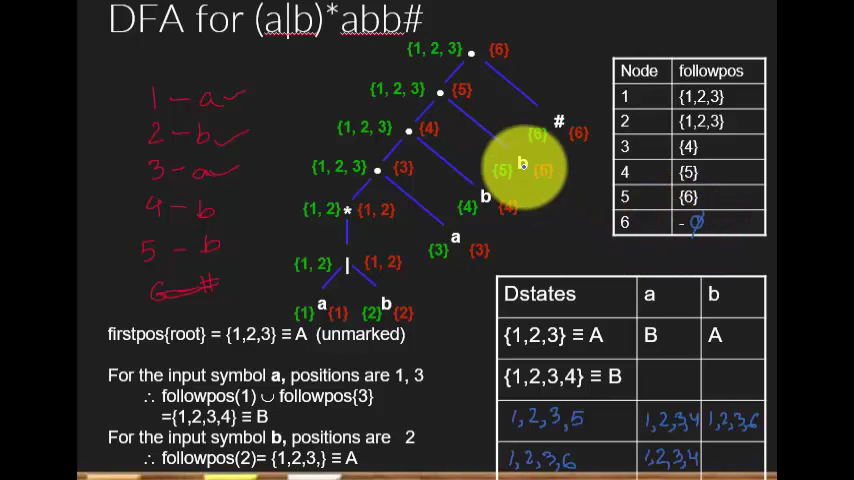 DFA for (a|b)*abb#
{1, 2, 3} • {6}
{1, 2, 3} • {5}
# {6} {6}
{1, 2, 3} • {4}
b {5} {5}
{1, 2, 3} • {3}
b {4} {4}
{1, 2} * {1, 2}
a {3} {3}
{1, 2} | {1, 2}
a {1} {1}
b {2} {2}
1 - a
2 - b
3 - a
4 - b
5 - b
6 - #
Node followpos
1 {1,2,3}
2 {1,2,3}
3 {4}
4 {5}
5 {6}
6 - Ø
firstpos{root} = {1,2,3} ≡ A (unmarked)
For the input symbol a, positions are 1, 3
∴ followpos(1) ∪ followpos{3}
={1,2,3,4} ≡ B
For the input symbol b, positions are 2
∴ followpos(2)= {1,2,3,} ≡ A
Dstates a b
{1,2,3} ≡ A B A
{1,2,3,4} ≡ B
1,2,3,5 1,2,3,4 1,2,3,6
1,2,3,6 1,2,3,4